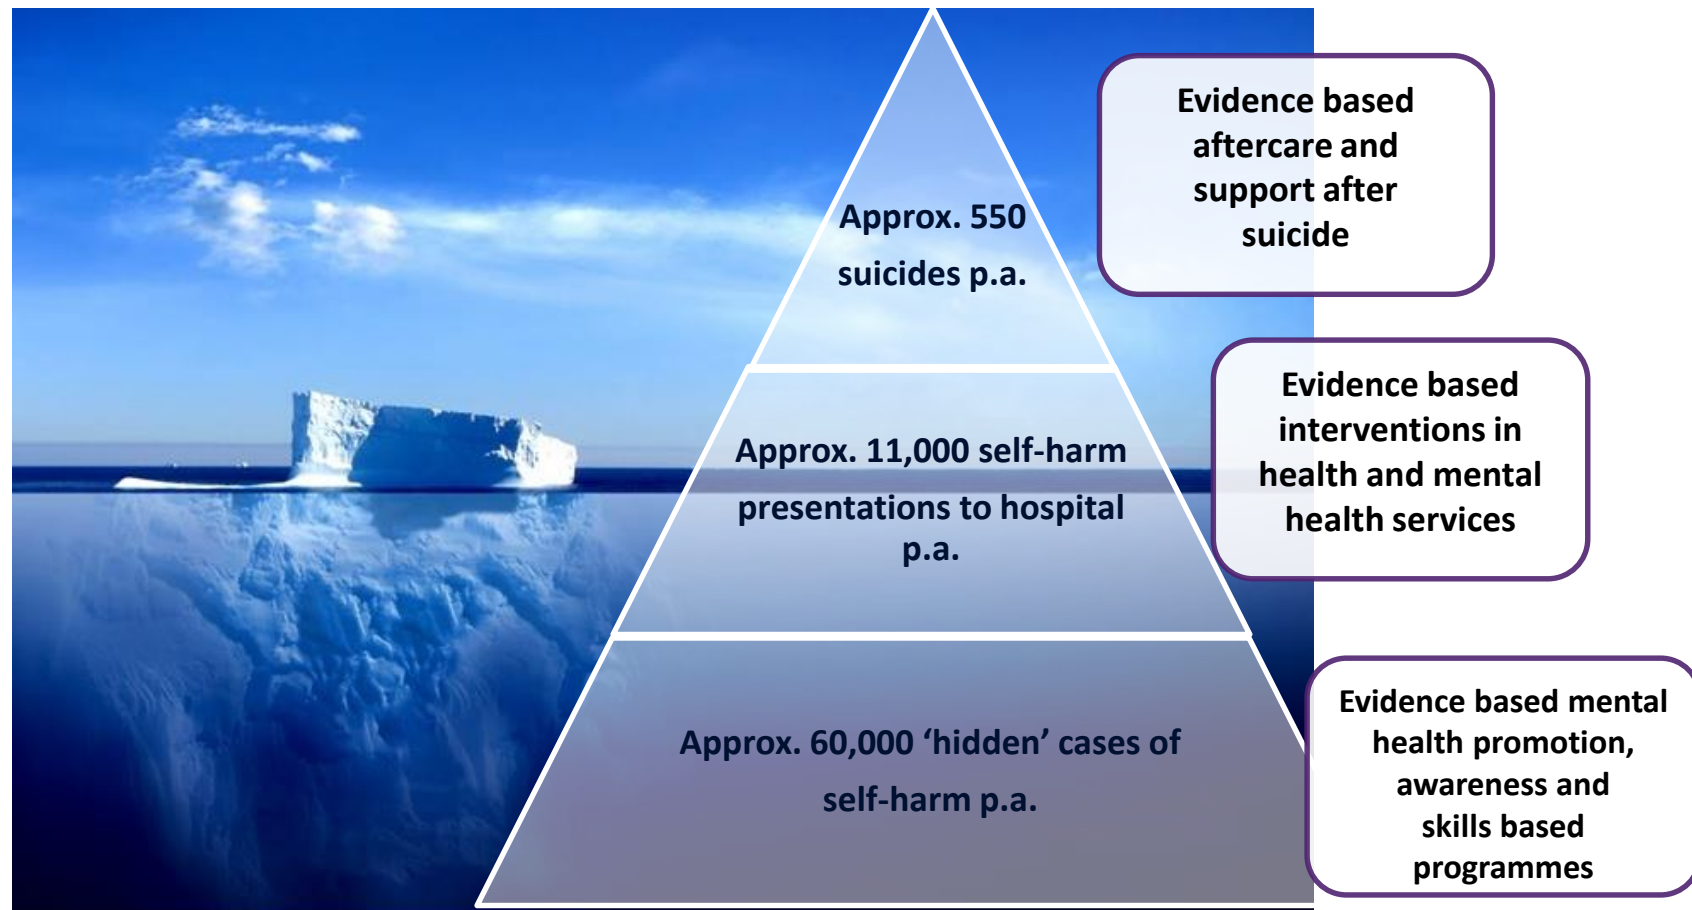 Evidence based
aftercare and
support after
suicide
Approx. 550
suicides p.a.
Evidence based
interventions in
health and mental
health services
Approx. 11,000 self-harm
presentations to hospital
p.a.
Evidence based mental
health promotion,
awareness and
skills based
programmes
Approx. 60,000 ‘hidden’ cases of
self-harm p.a.